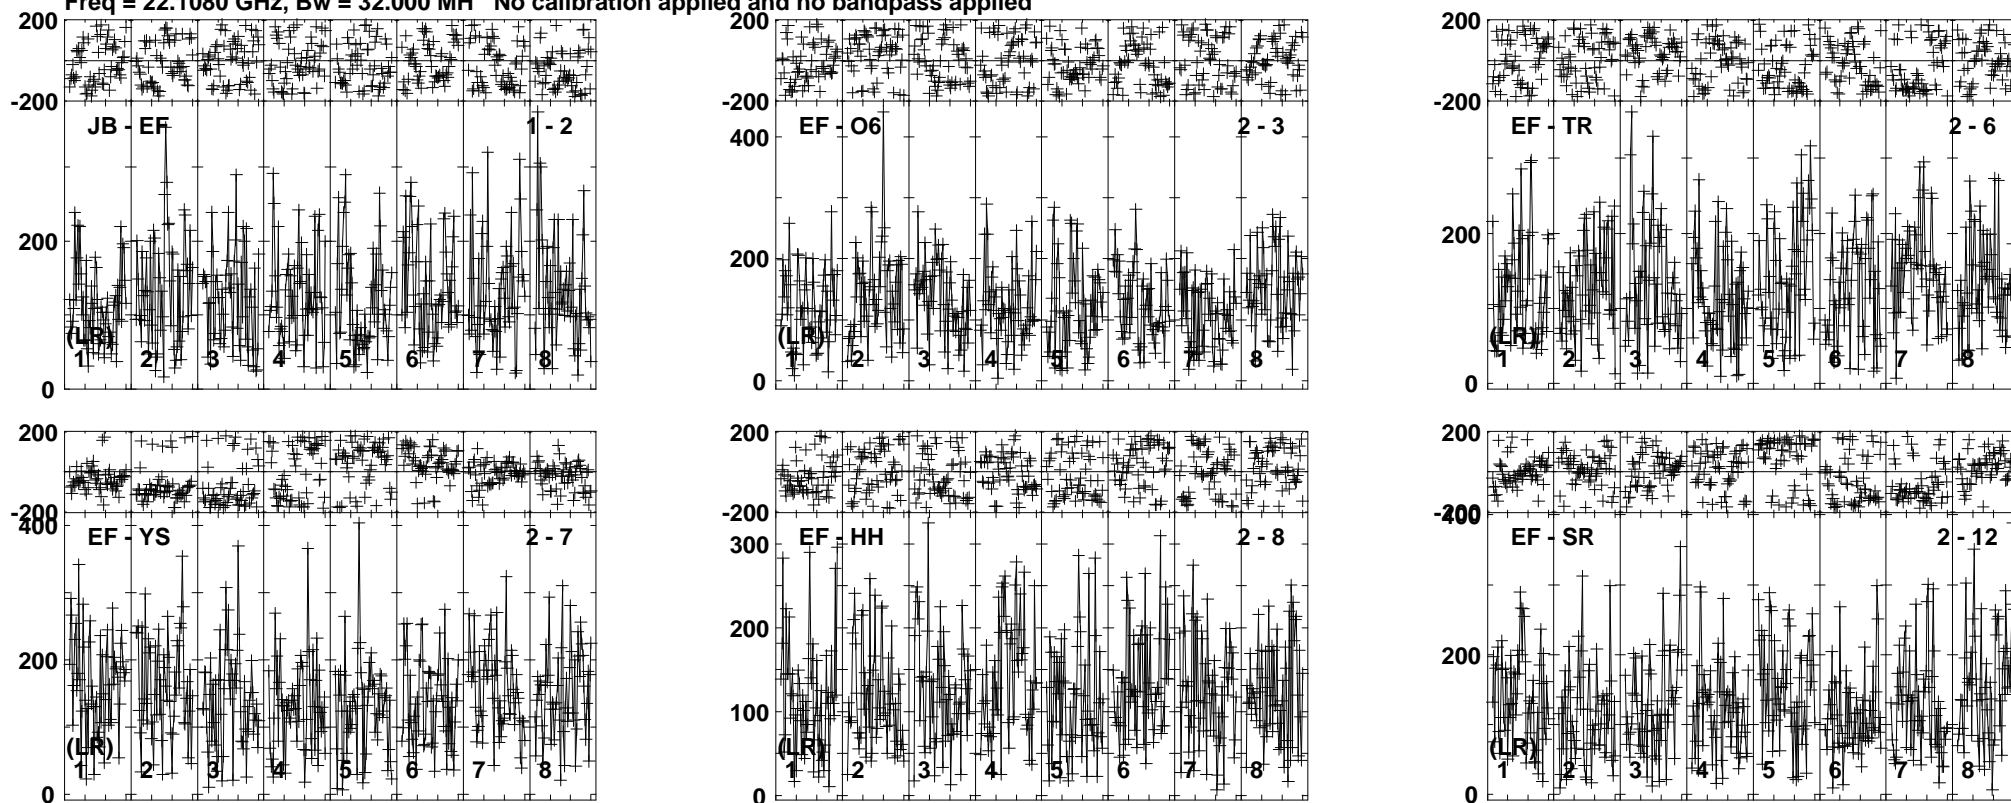 Freq = 22.1080 GHz, Bw = 32.000 MH No calibration applied and no bandpass applied
200 200 200
-200 -200 -200
JB - EF 1 - 2 EF - O6 2 - 3 EF - TR 2 - 6
400
200 200 200
(LR) (LR) (LR)
1 2 3 4 5 6 7 8 1 2 3 4 5 6 7 8 1 2 3 4 5 6 7 8
0 0 0
200 200 200
-200 -200 -200
400 400
EF - YS 2 - 7 EF - HH 2 - 8 EF - SR 2 - 12
300
200 200 200
100
(LR) (LR) (LR)
1 2 3 4 5 6 7 8 1 2 3 4 5 6 7 8 1 2 3 4 5 6 7 8
0 0 0